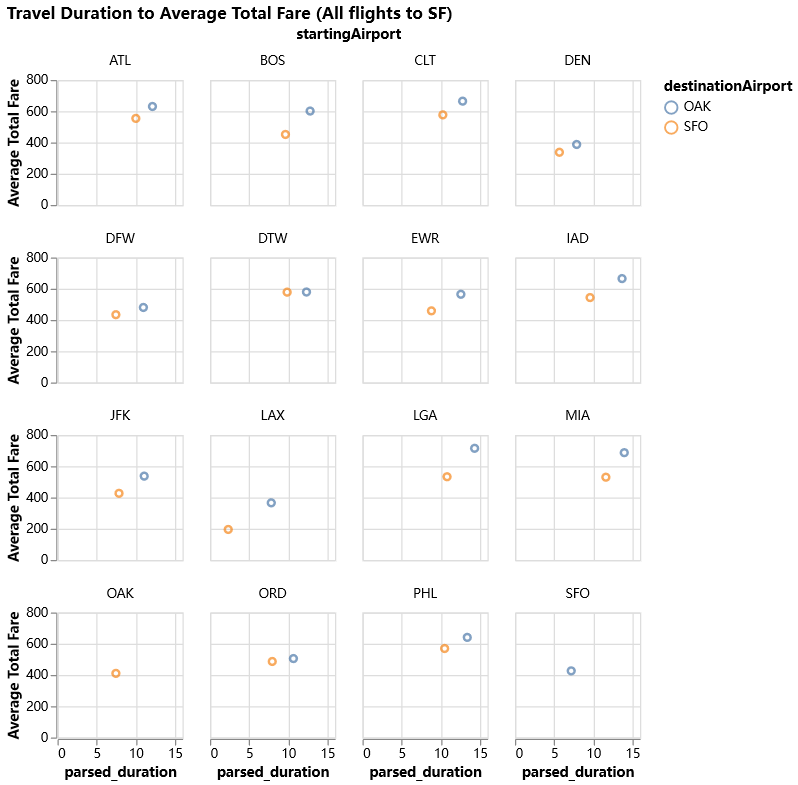 Travel Duration to Average Total Fare (All flights to SF)
startingAirport
ATL BOS CLT DEN
destinationAirport
OAK
SFO
Average Total Fare
800
600
400
200
0
DFW DTW EWR IAD
Average Total Fare
800
600
400
200
0
JFK LAX LGA MIA
Average Total Fare
800
600
400
200
0
OAK ORD PHL SFO
Average Total Fare
800
600
400
200
0
0 5 10 15 0 5 10 15 0 5 10 15 0 5 10 15
parsed_duration parsed_duration parsed_duration parsed_duration